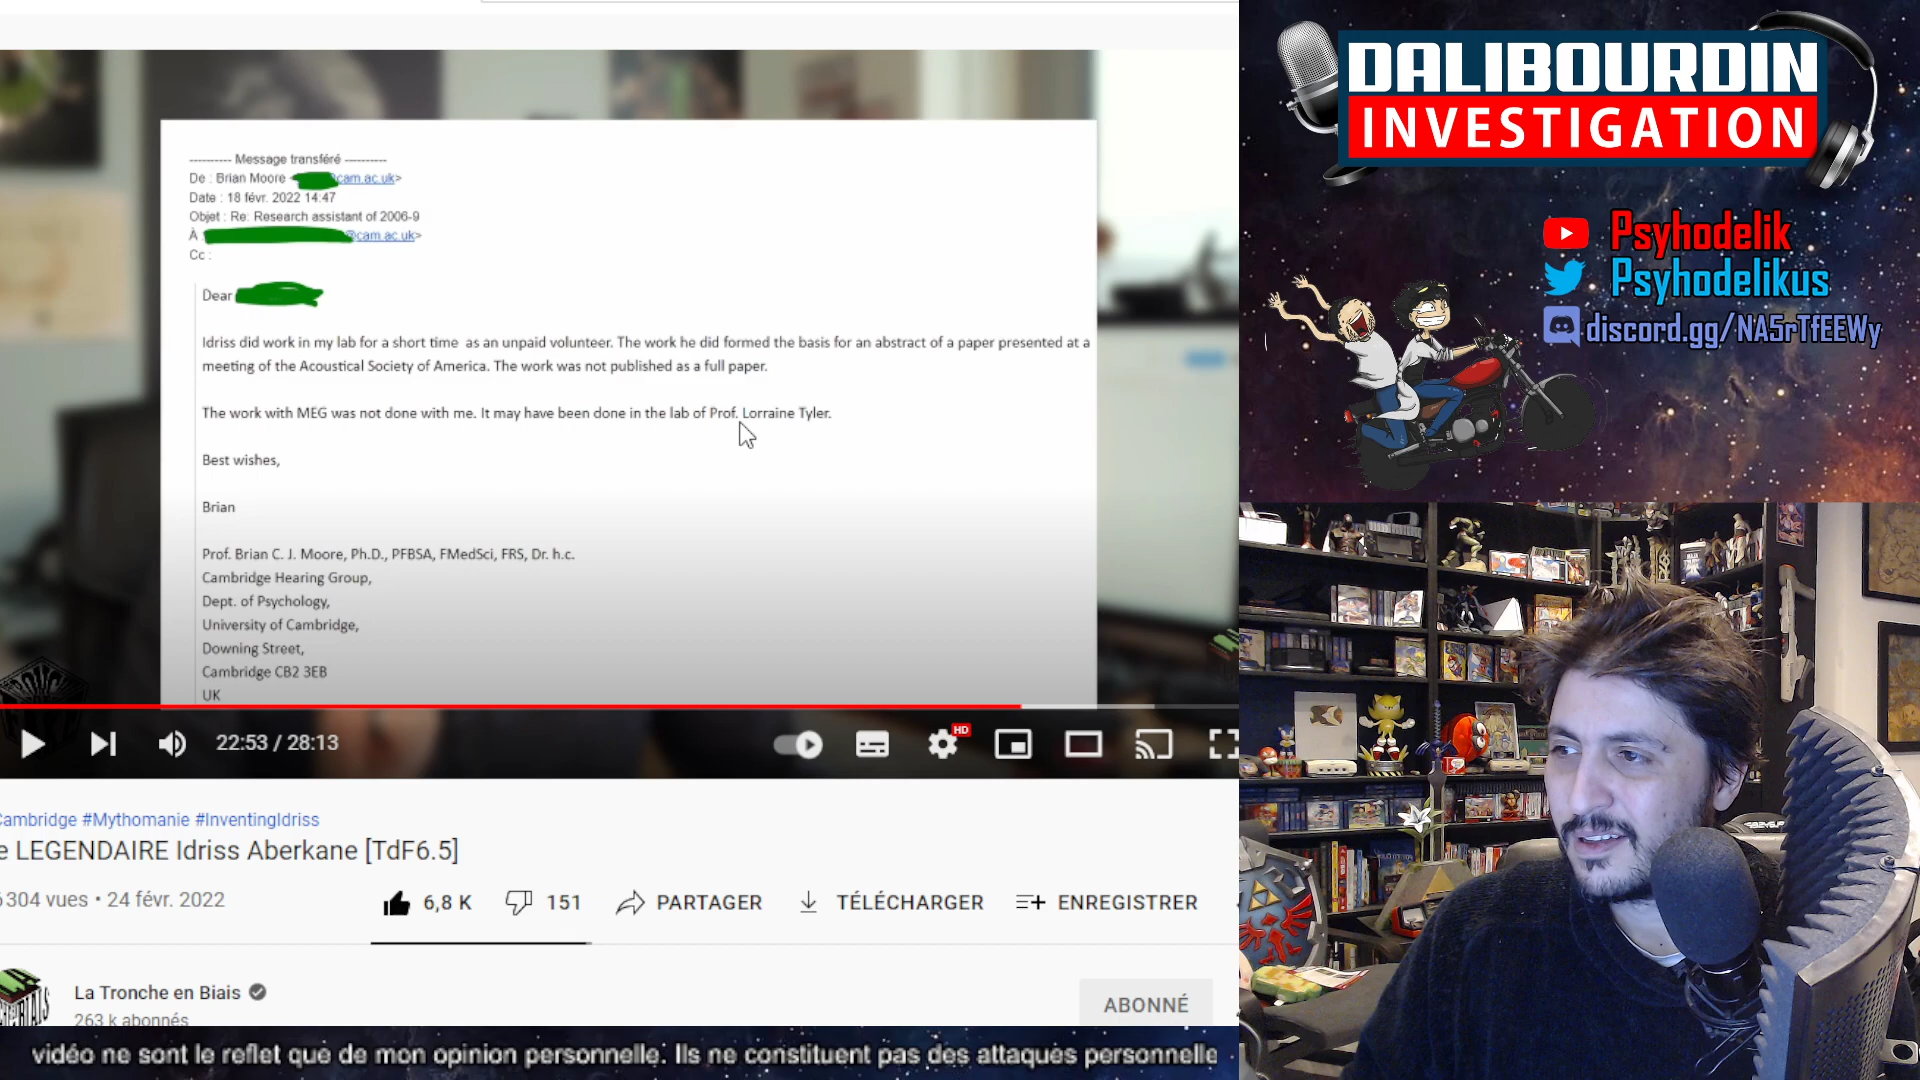 ---------- Message transféré ----------
De : Brian Moore < @cam.ac.uk>
Date : 18 févr. 2022 14:47
Objet : Re: Research assistant of 2006-9
À @cam.ac.uk>
Cc :
Dear
Idriss did work in my lab for a short time as an unpaid volunteer. The work he did formed the basis for an abstract of a paper presented at a
meeting of the Acoustical Society of America. The work was not published as a full paper.
The work with MEG was not done with me. It may have been done in the lab of Prof. Lorraine Tyler.
Best wishes,
Brian
Prof. Brian C. J. Moore, Ph.D., PFBSA, FMedSci, FRS, Dr. h.c.
Cambridge Hearing Group,
Dept. of Psychology,
University of Cambridge,
Downing Street,
Cambridge CB2 3EB
UK
22:53 / 28:13
HD
Cambridge #Mythomanie #InventingIdriss
e LEGENDAIRE Idriss Aberkane [TdF6.5]
6 304 vues • 24 févr. 2022
6,8 K
151
PARTAGER
TÉLÉCHARGER
ENREGISTRER
La Tronche en Biais
263 k abonnés
ABONNÉ
vidéo ne sont le reflet que de mon opinion personnelle. Ils ne constituent pas des attaques personnelle
DALIBOURDIN
INVESTIGATION
Psyhodelik
Psyhodelikus
discord.gg/NA5rTfEEWy